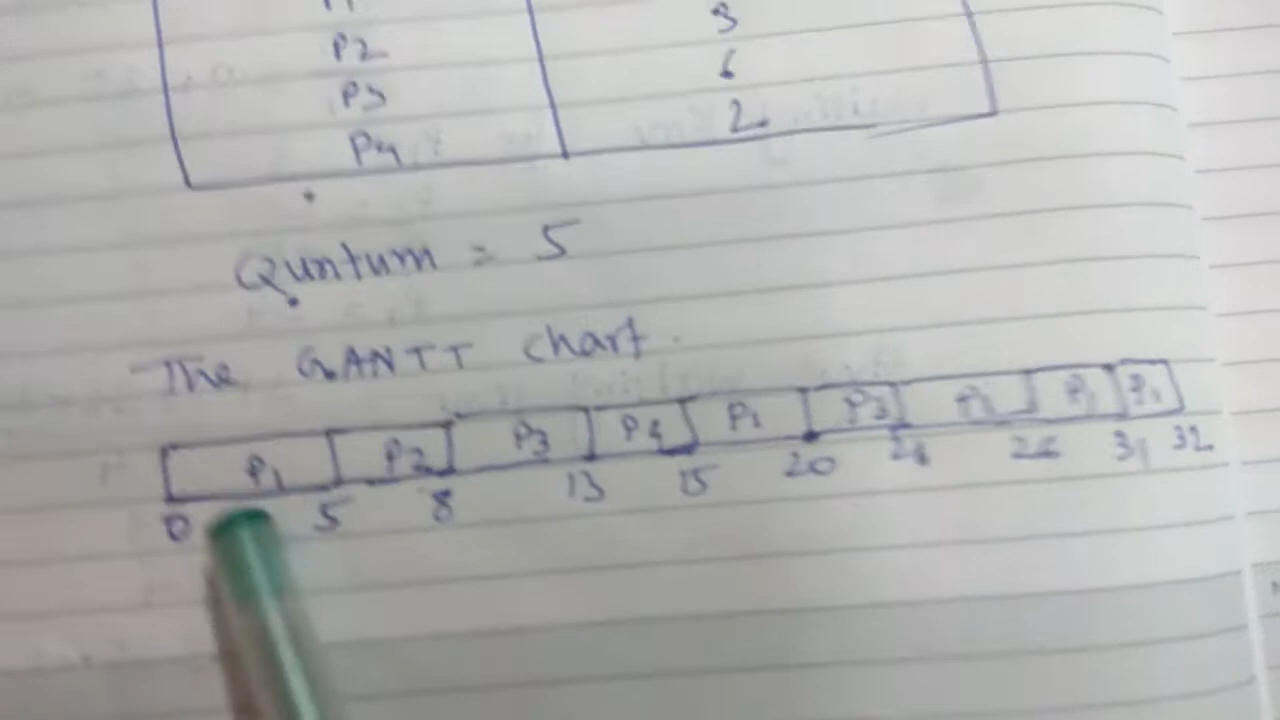 P2 3
P3 6
P4 2
Quntum = 5
The GANTT chart.
P1 P2 P3 P4 P1 P3 P1 P1 P1
0 5 8 13 15 20 26 31 32